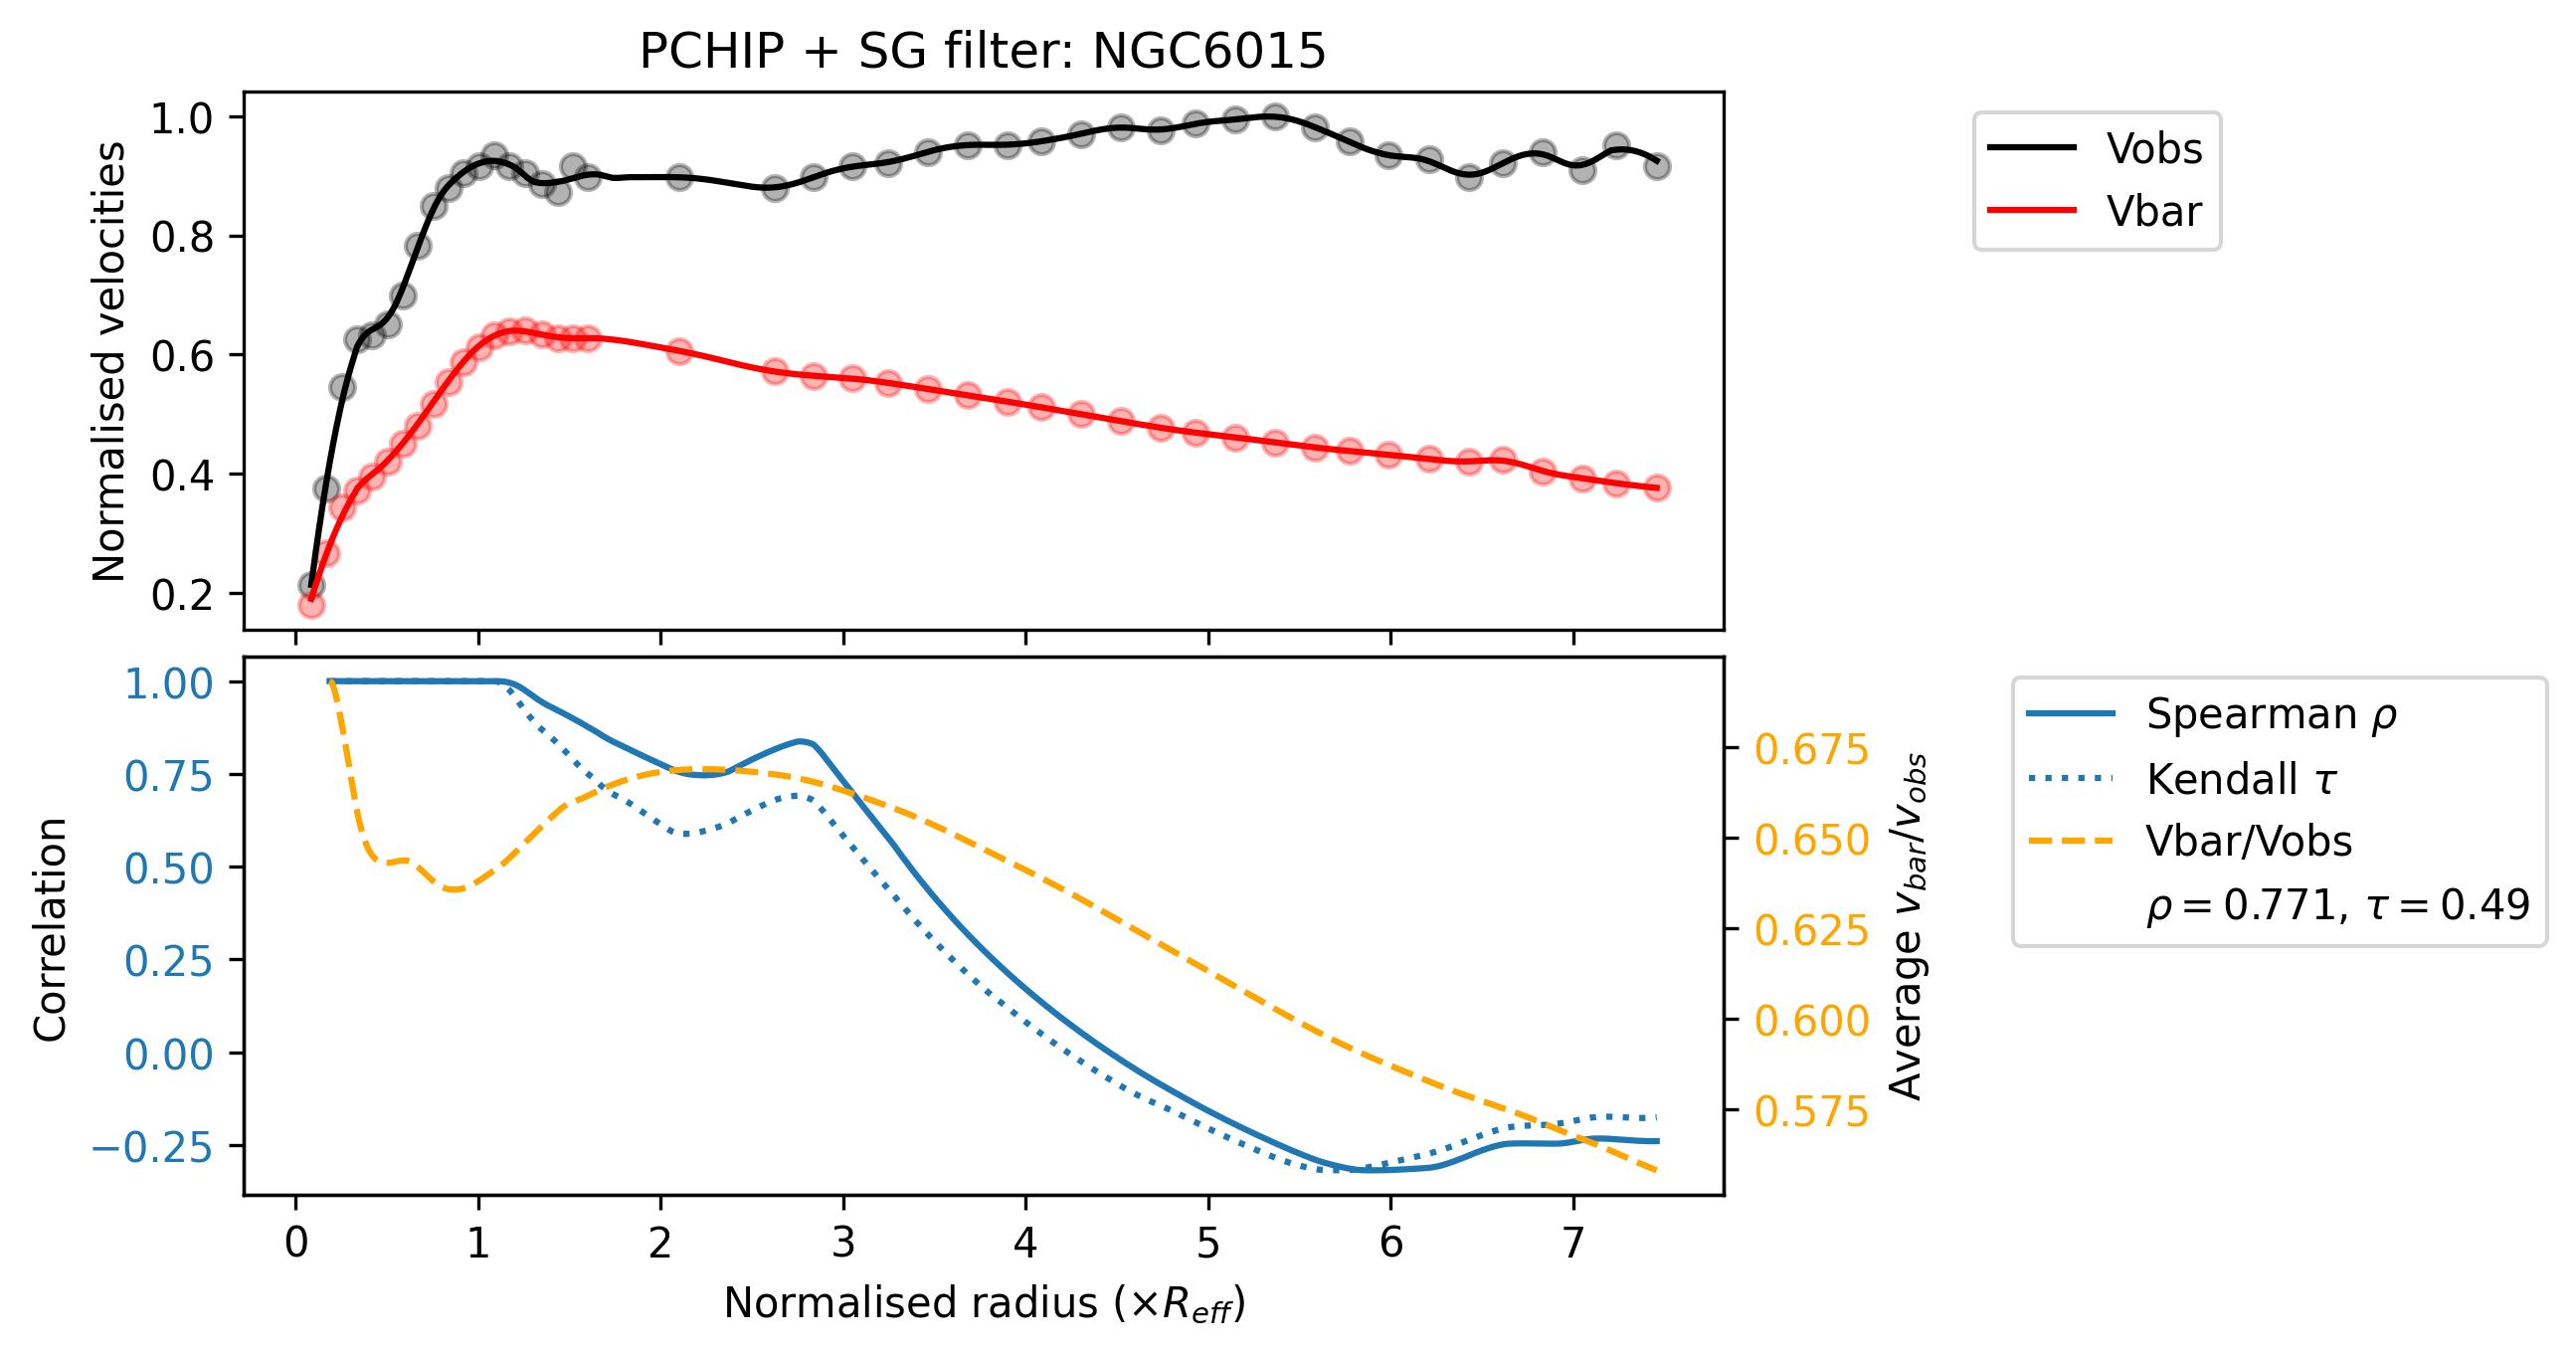 PCHIP + SG filter: NGC6015
Normalised velocities
1.0
0.8
0.6
0.4
0.2
Vobs
Vbar
Correlation
1.00
0.75
0.50
0.25
0.00
−0.25
0.675
0.650
0.625
0.600
0.575
Average v_bar/v_obs
Spearman ρ
Kendall τ
Vbar/Vobs
ρ = 0.771, τ = 0.49
0 1 2 3 4 5 6 7
Normalised radius (×R_eff)